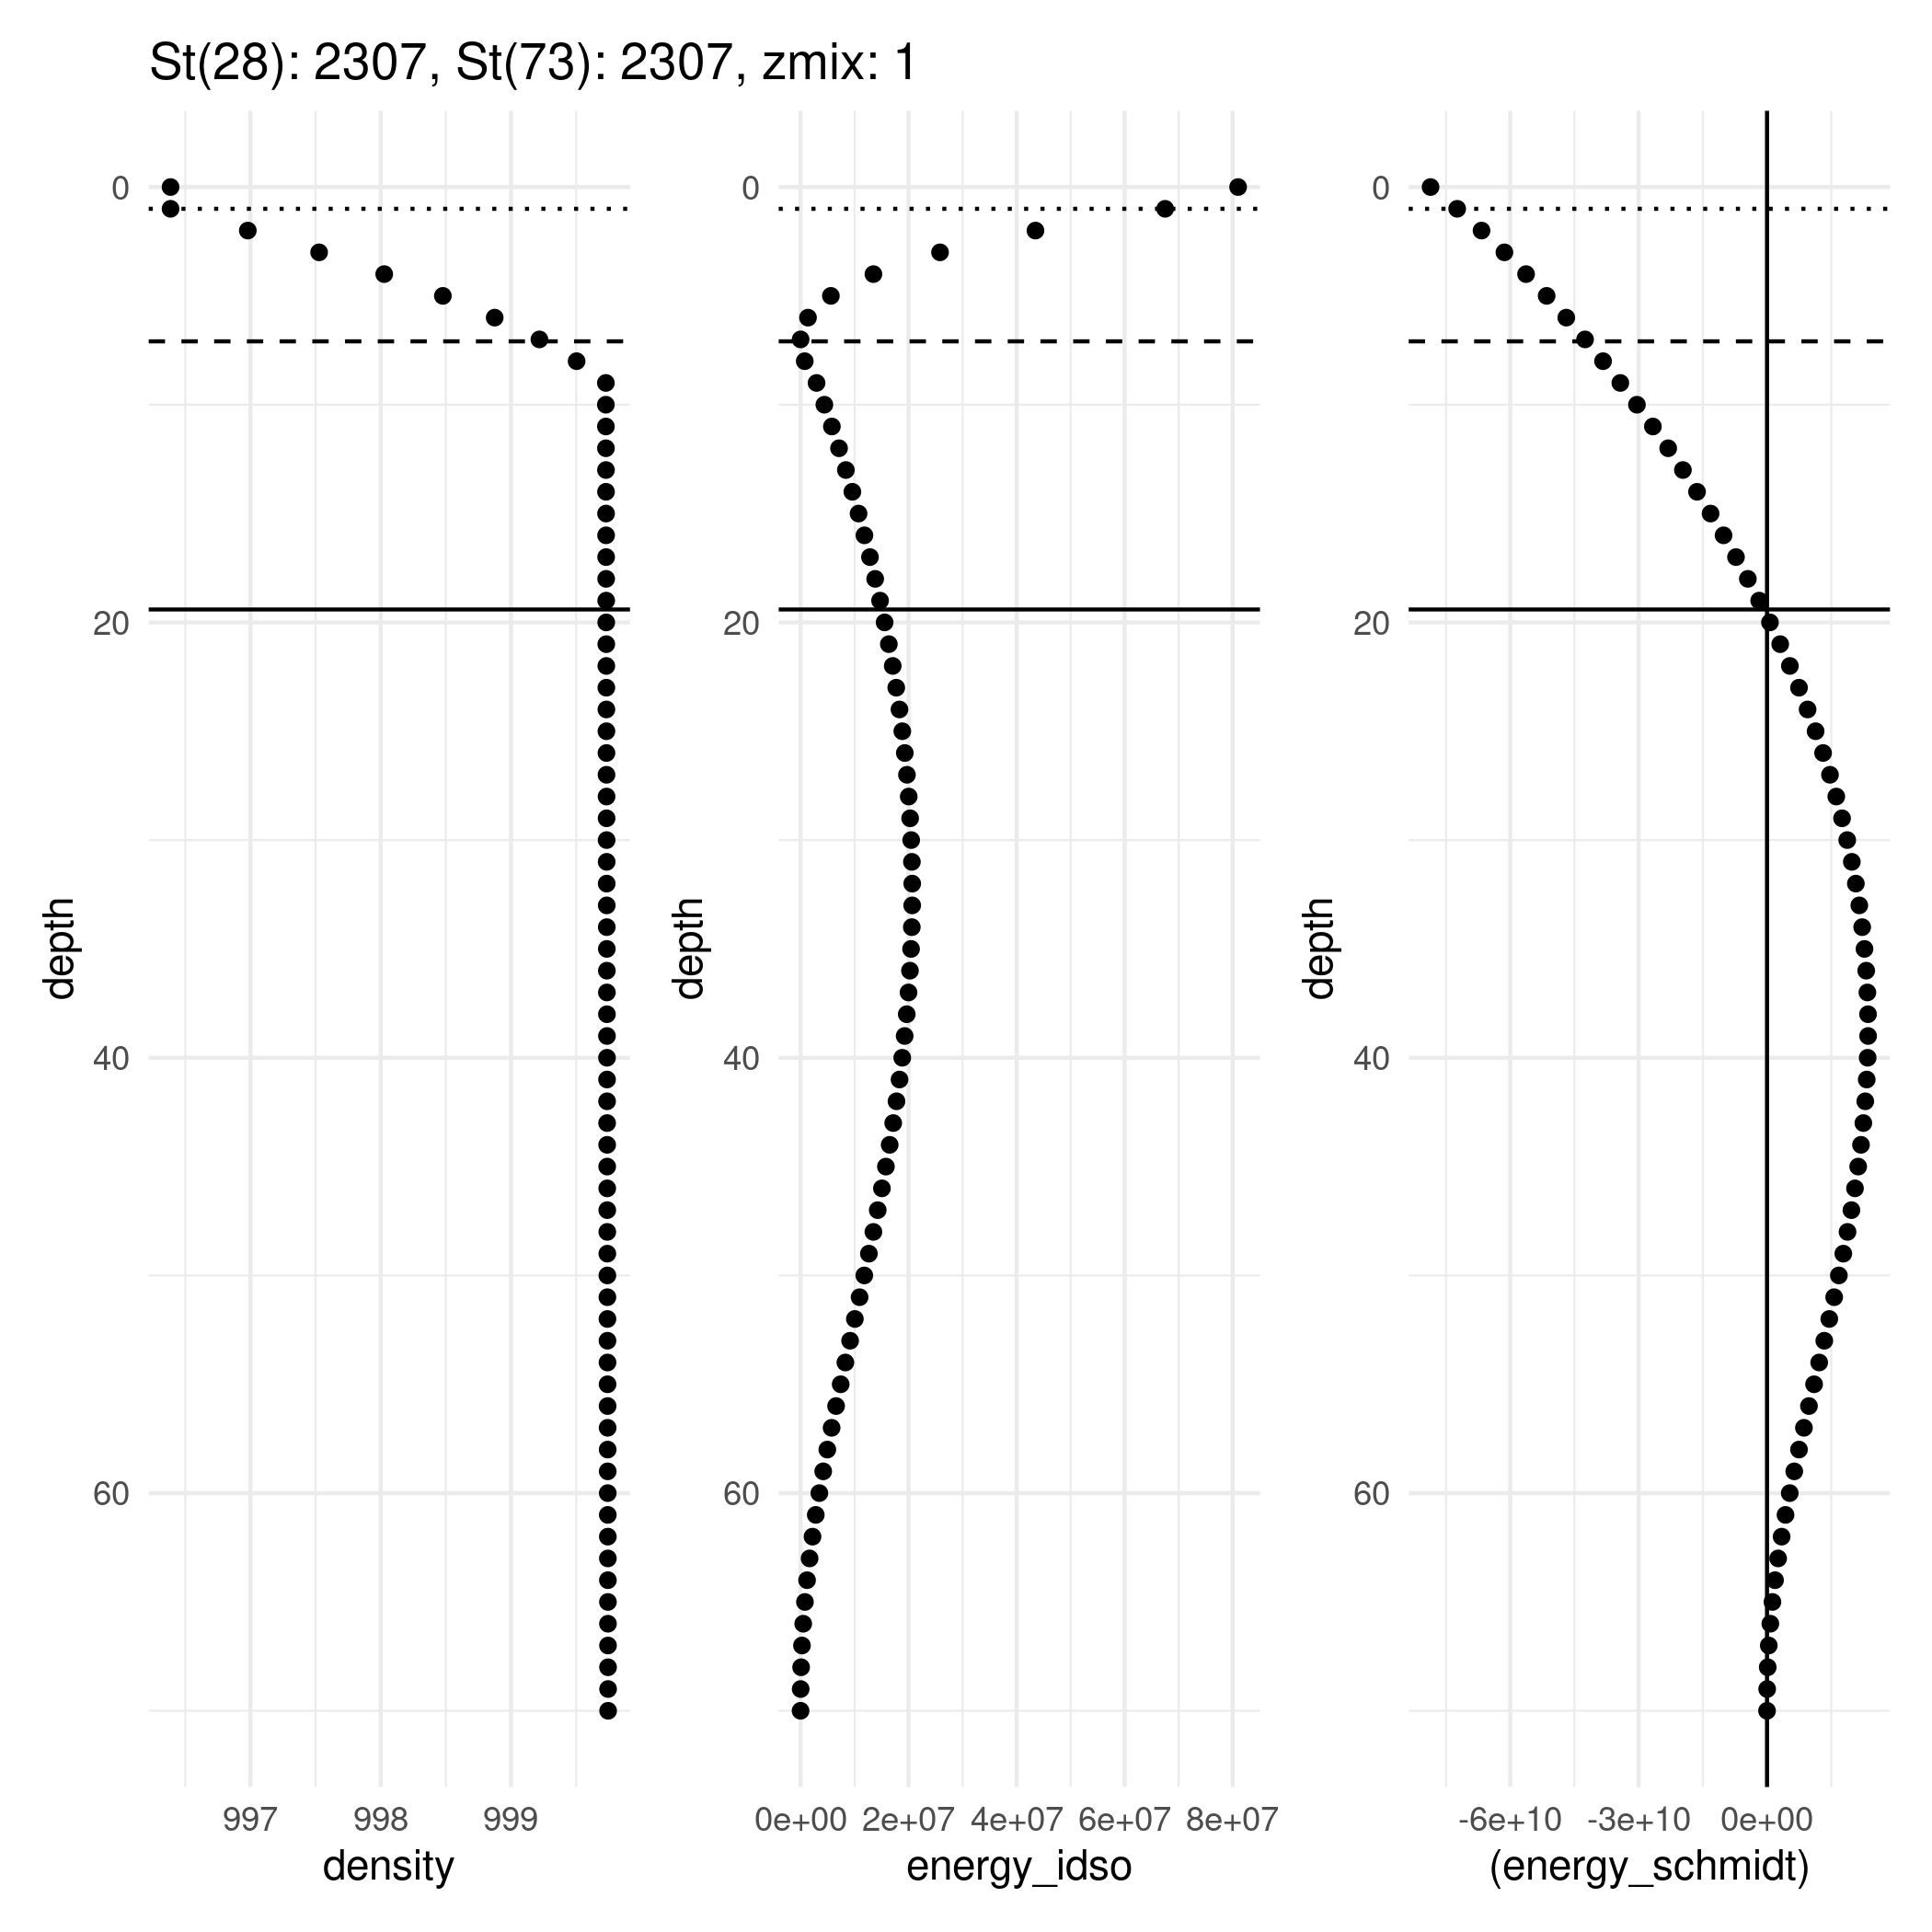 St(28): 2307, St(73): 2307, zmix: 1
depth
0
20
40
60
997 998 999
density
depth
0
20
40
60
0e+00 2e+07 4e+07 6e+07 8e+07
energy_idso
depth
0
20
40
60
-6e+10 -3e+10 0e+00
(energy_schmidt)